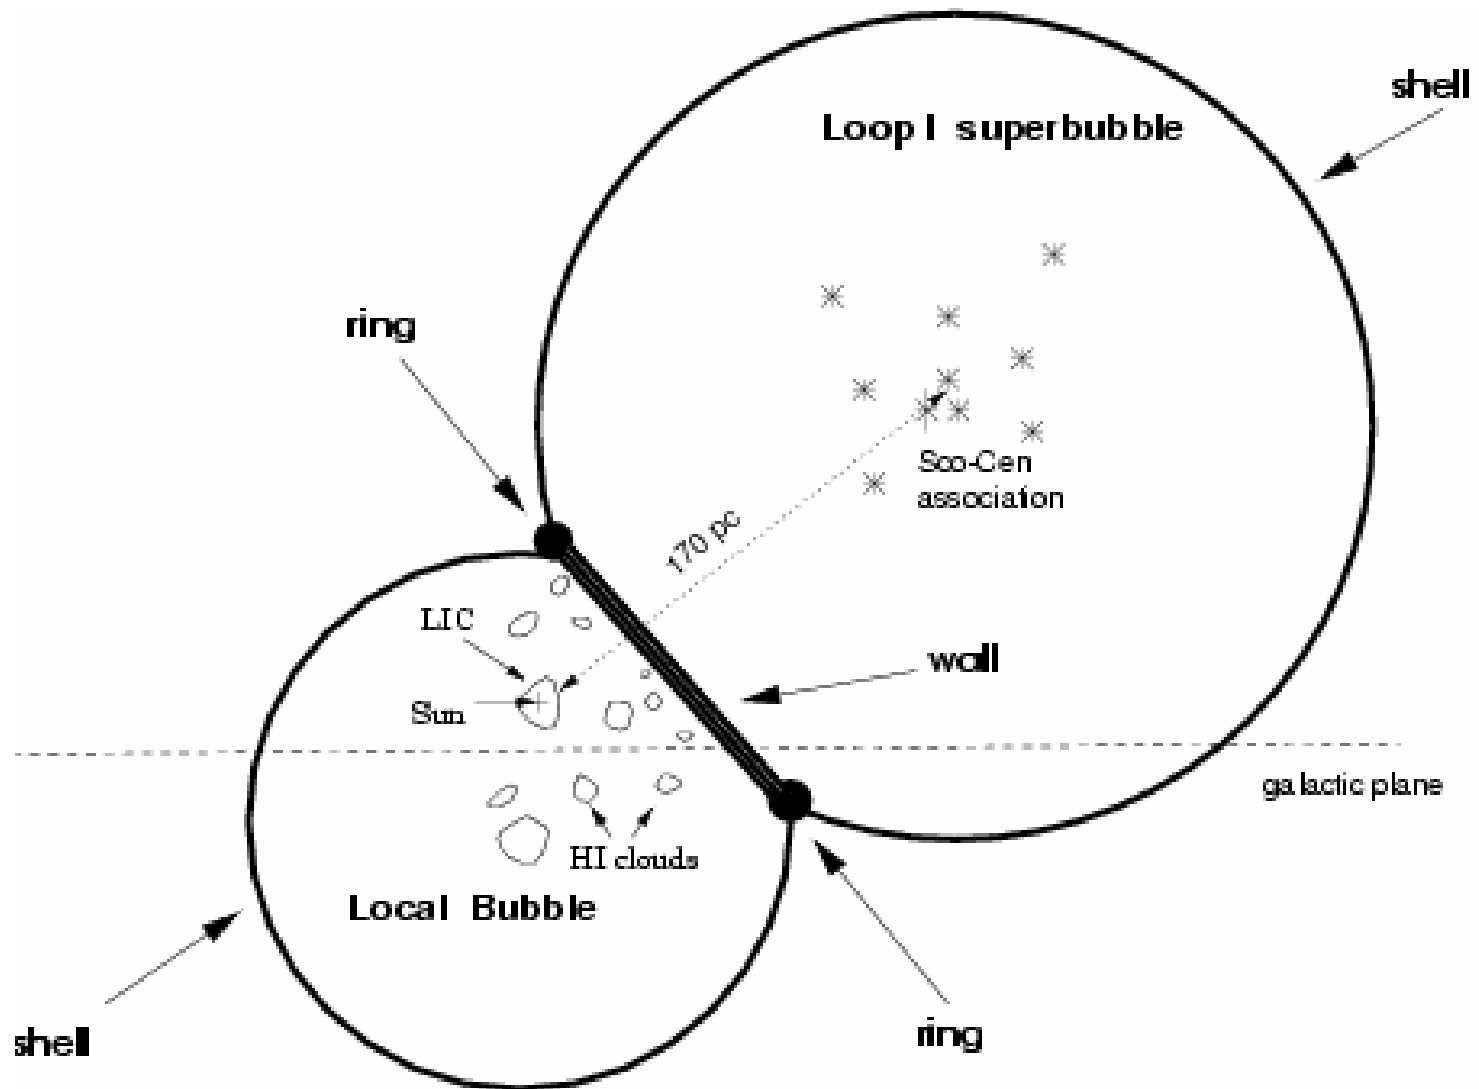 shell
Loop I superbubble
ring
Sco-Cen
association
170 pc
LIC
wall
Sun
galactic plane
HI clouds
Local Bubble
shell
ring